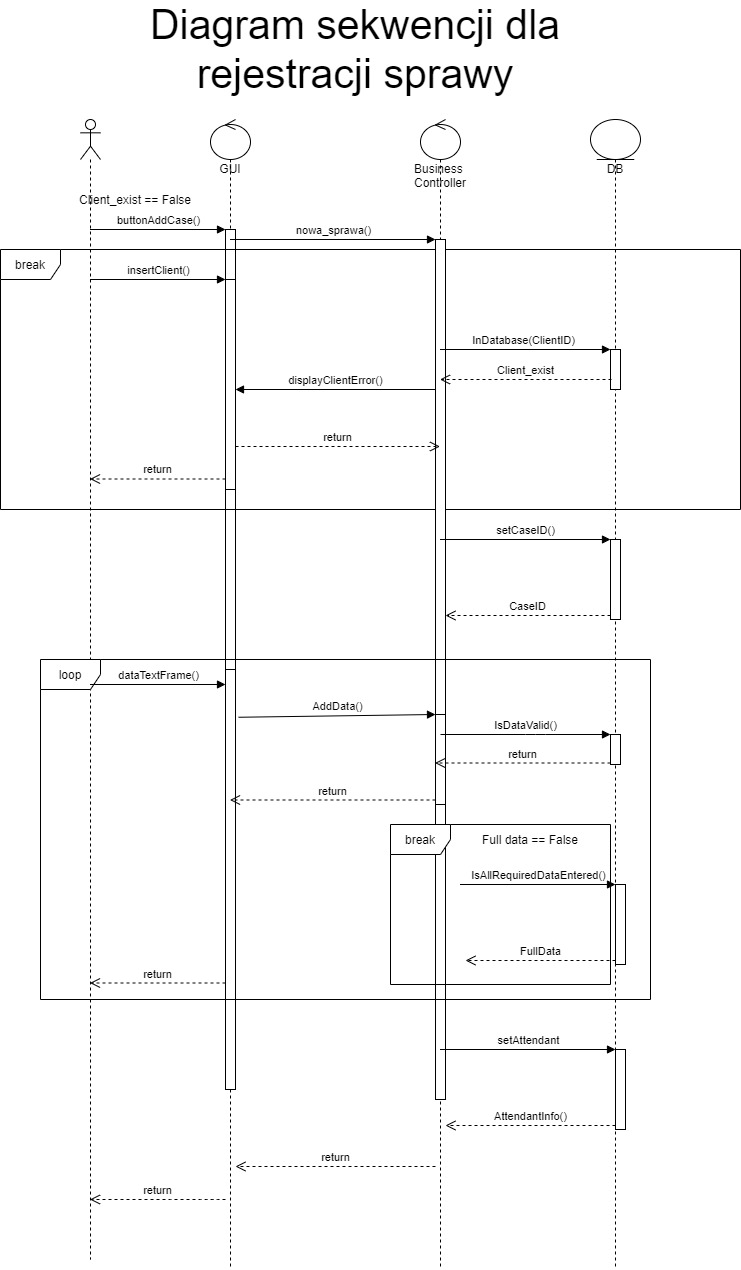 Diagram sekwencji dla
rejestracji sprawy
GUI
Business
Controller
DB
Client_exist == False
buttonAddCase()
nowa_sprawa()
break
insertClient()
InDatabase(ClientID)
Client_exist
displayClientError()
return
return
setCaseID()
CaseID
loop
dataTextFrame()
AddData()
IsDataValid()
return
return
break
Full data == False
IsAllRequiredDataEntered()
FullData
return
setAttendant
AttendantInfo()
return
return